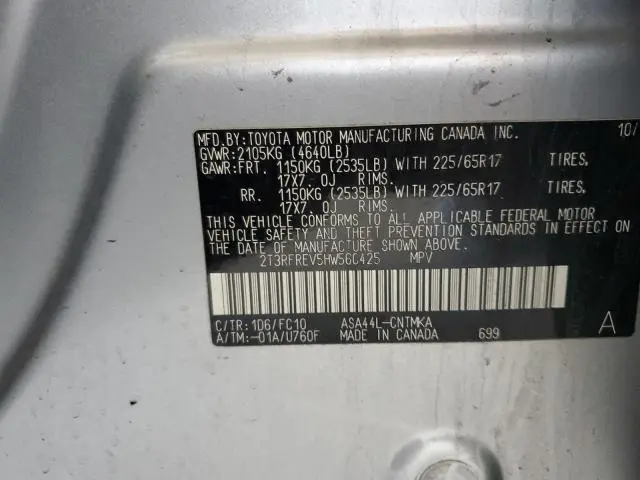 MFD.BY:TOYOTA MOTOR MANUFACTURING CANADA INC. 10/
GVWR:2105KG (4640LB)
GAWR:FRT. 1150KG (2535LB) WITH 225/65R17 TIRES.
17X7.0J RIMS.
RR. 1150KG (2535LB) WITH 225/65R17 TIRES.
17X7.0J RIMS.
THIS VEHICLE CONFORMS TO ALL APPLICABLE FEDERAL MOTOR
VEHICLE SAFETY AND THEFT PREVENTION STANDARDS IN EFFECT ON
THE DATE OF MANUFACTURE SHOWN ABOVE.
2T3RFREV5HW56C425 MPV
C/TR:1D6/FC10 ASA44L-CNTMKA
A/TM:-01A/U760F MADE IN CANADA 699 A